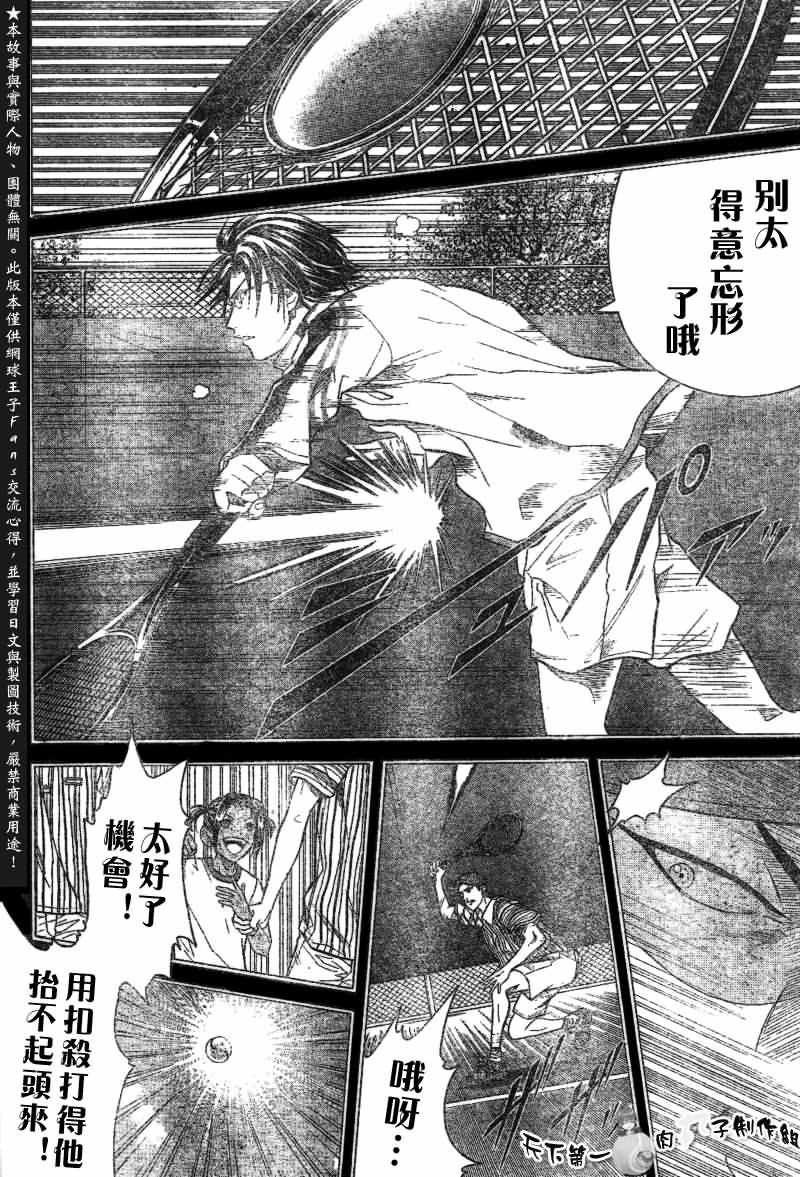 別太
得意忘形
了哦
パァン
哦呀…
太好了
機會！
用扣殺打得他
抬不起頭來！
天下第一
肉丸子制作組
★本故事與實際人物、團體無關。此版本僅供網球王子Fans交流心得，並學習日文與製圖技術，嚴禁商業用途！